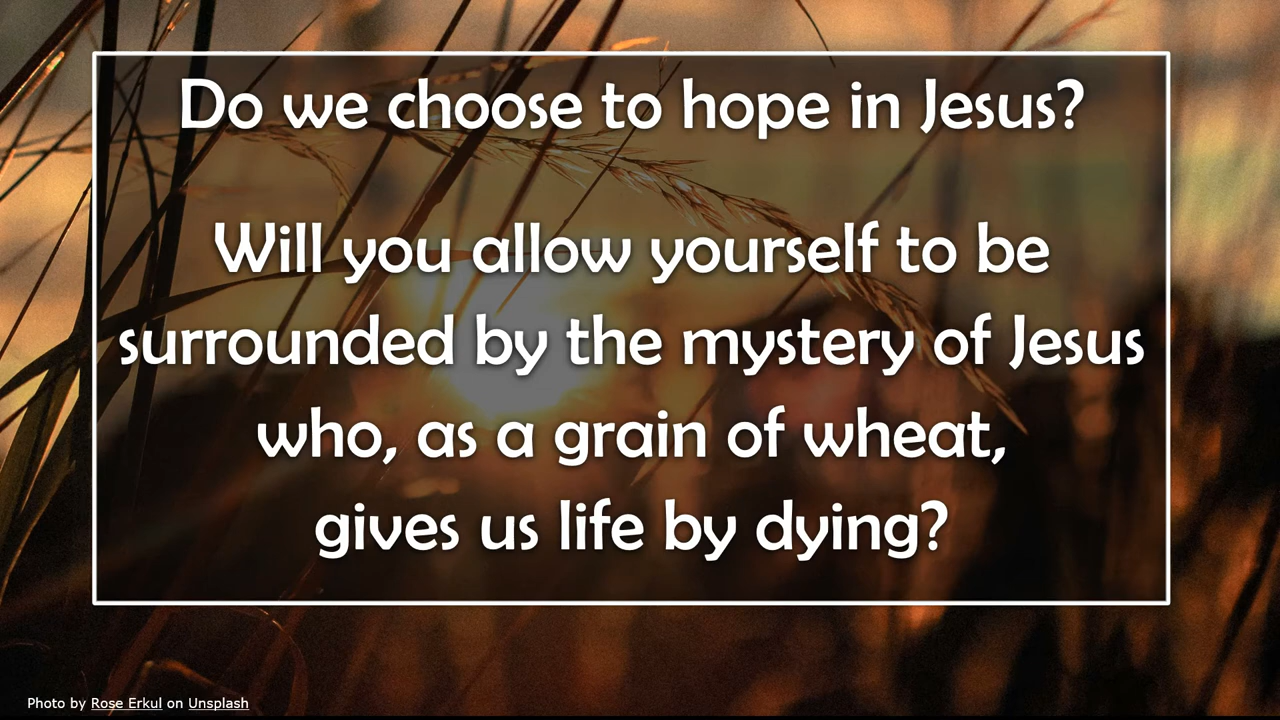 Do we choose to hope in Jesus?
Will you allow yourself to be
surrounded by the mystery of Jesus
who, as a grain of wheat,
gives us life by dying?
Photo by Rose Erkul on Unsplash